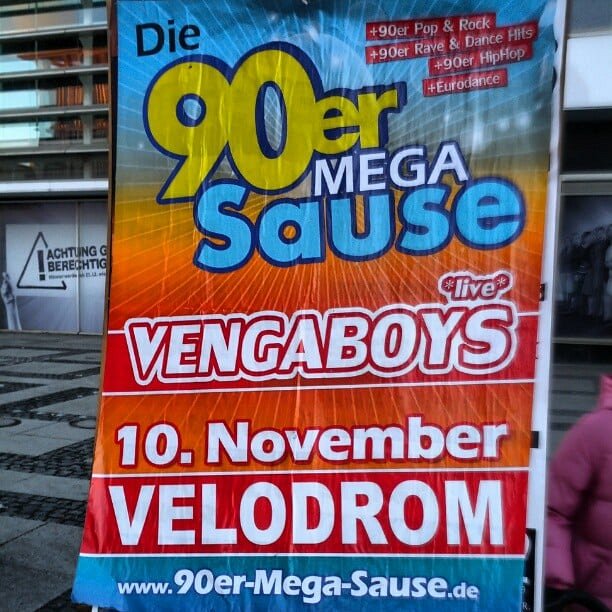 Die
90er
MEGA
Sause
+90er Pop & Rock
+90er Rave & Dance Hits
+90er HipHop
+Eurodance
*live*
VENGABOYS
10. November
VELODROM
www.90er-Mega-Sause.de
ACHTUNG
BERECHTIG